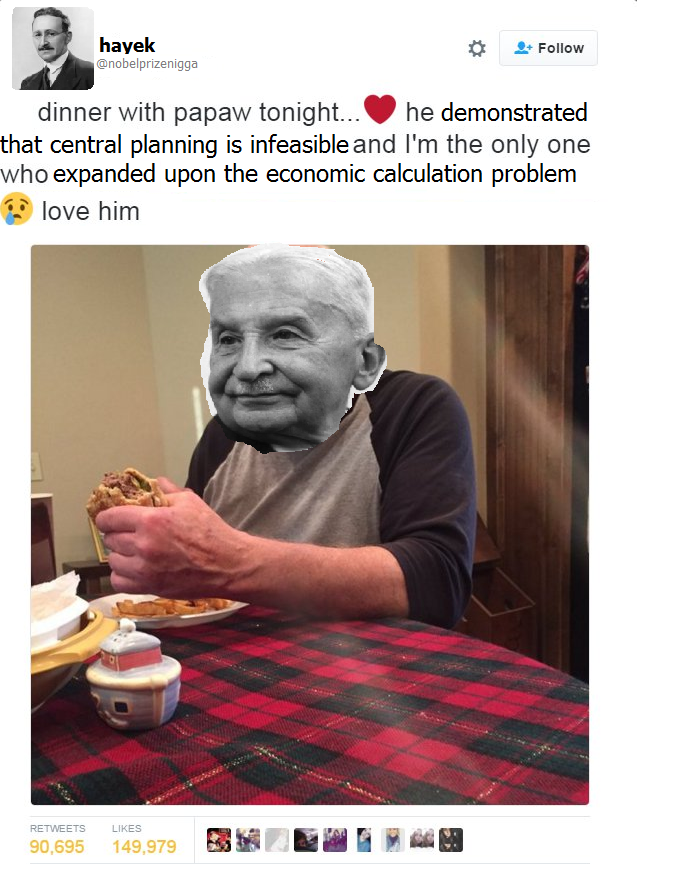 hayek
@nobelprizenigga
Follow
dinner with papaw tonight...❤ he demonstrated
that central planning is infeasible and I'm the only one
who expanded upon the economic calculation problem
😢 love him
RETWEETS LIKES
90,695 149,979